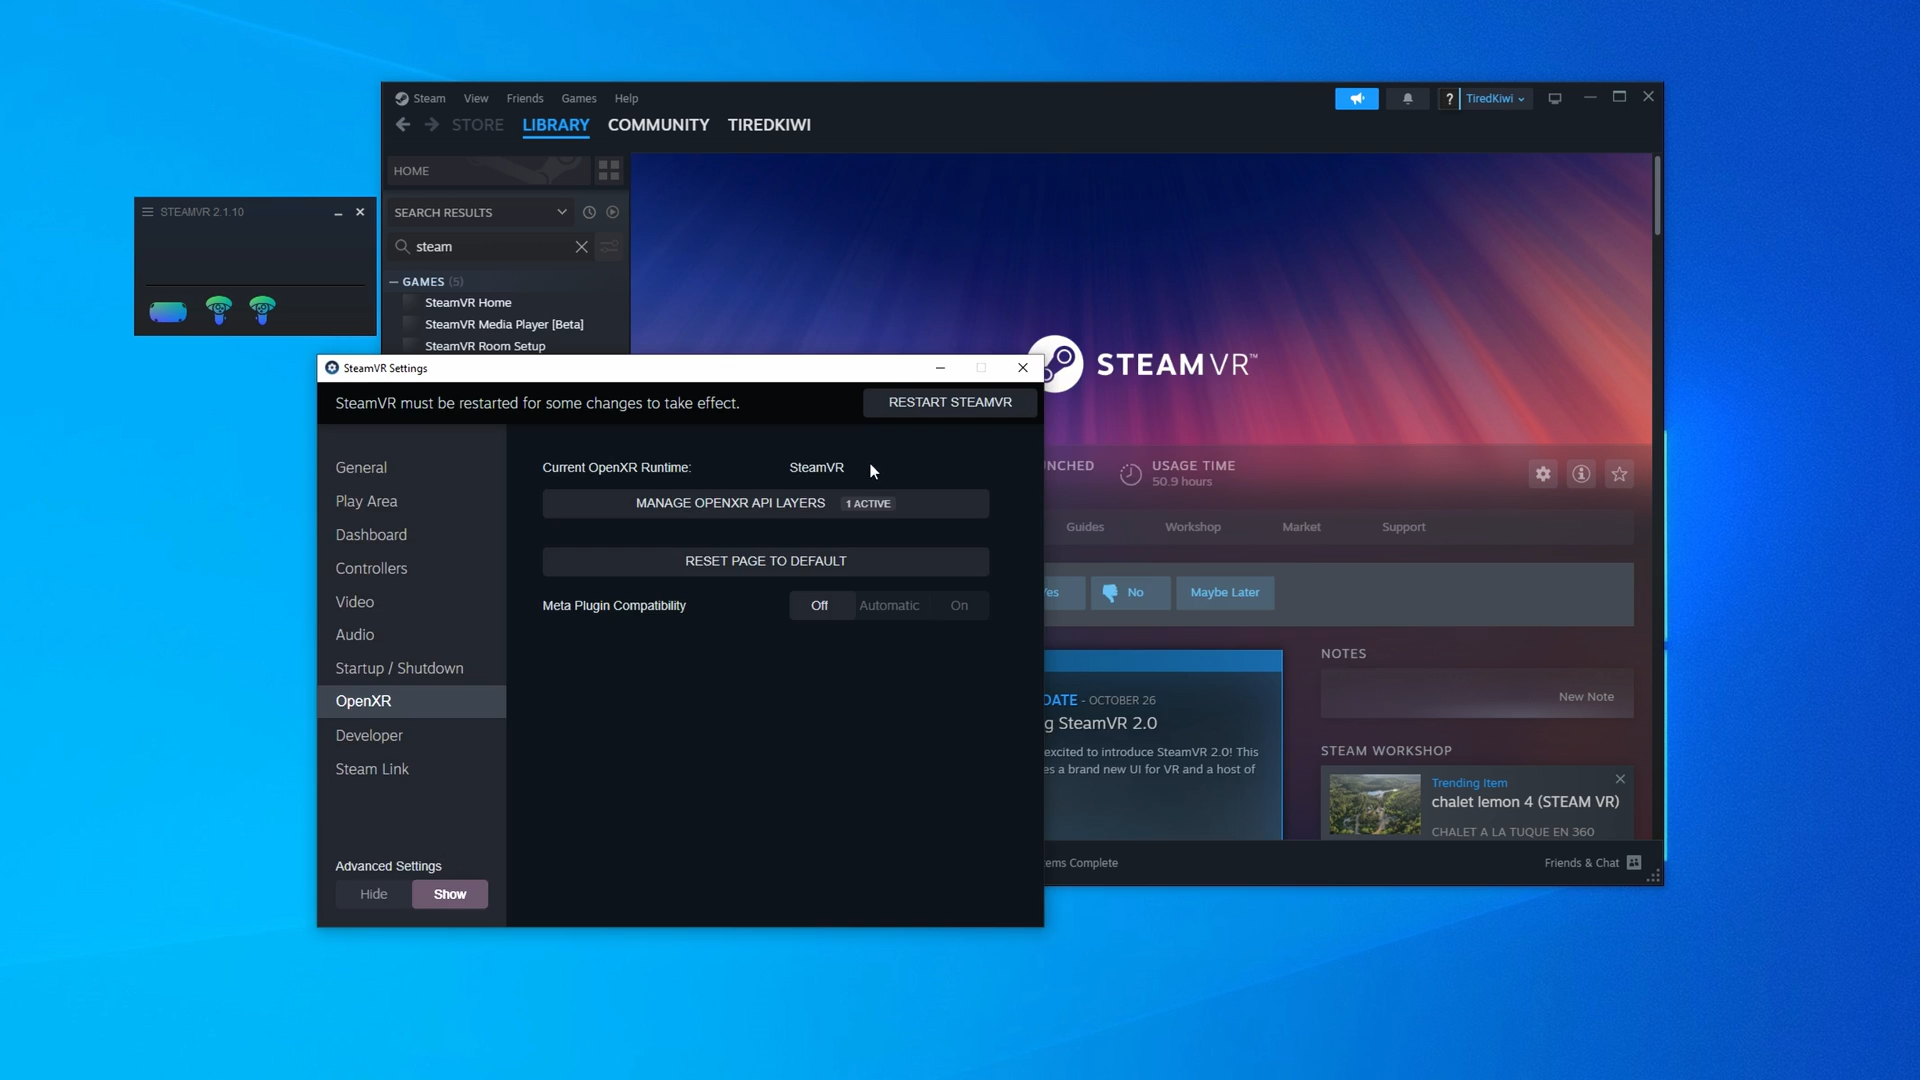 Steam View Friends Games Help
? TiredKiwi
STORE LIBRARY COMMUNITY TIREDKIWI
HOME
STEAMVR 2.1.10
SEARCH RESULTS
steam
GAMES (5)
SteamVR Home
SteamVR Media Player [Beta]
SteamVR Room Setup
STEAMVR™
SteamVR Settings
SteamVR must be restarted for some changes to take effect.
RESTART STEAMVR
General
Play Area
Dashboard
Controllers
Video
Audio
Startup / Shutdown
OpenXR
Developer
Steam Link
Advanced Settings
Hide Show
Current OpenXR Runtime: SteamVR
MANAGE OPENXR API LAYERS 1 ACTIVE
RESET PAGE TO DEFAULT
Meta Plugin Compatibility Off Automatic On
UNCHED
USAGE TIME
50.9 hours
Guides Workshop Market Support
Yes No Maybe Later
DATE - OCTOBER 26
g SteamVR 2.0
excited to introduce SteamVR 2.0! This
es a brand new UI for VR and a host of
NOTES
New Note
STEAM WORKSHOP
Trending Item
chalet lemon 4 (STEAM VR)
CHALET A LA TUQUE EN 360
ems Complete
Friends & Chat